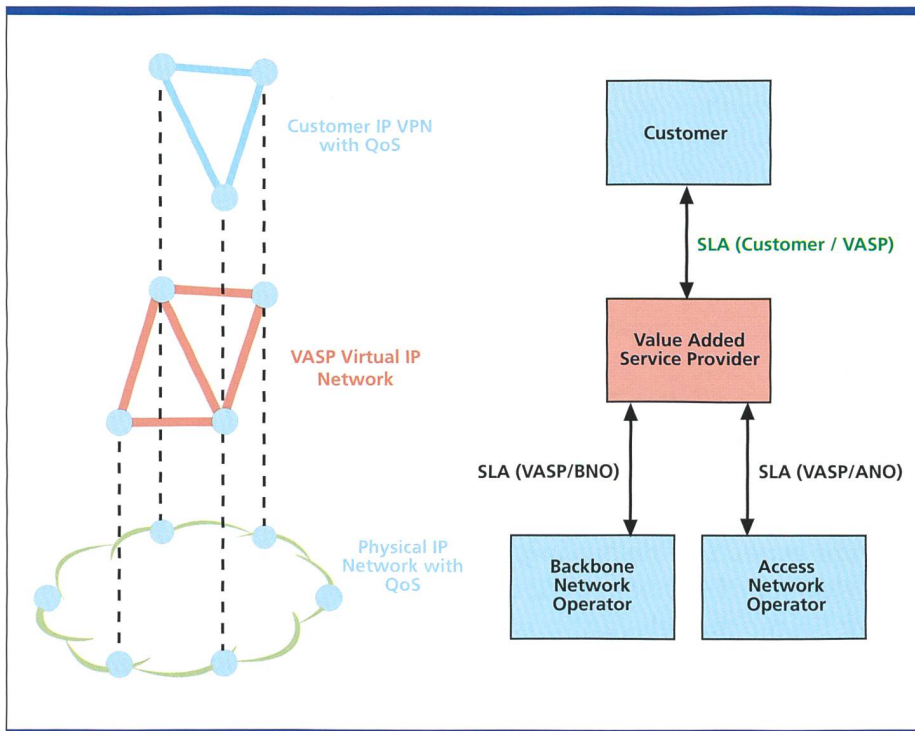 Customer IP VPN
with QoS
VASP Virtual IP
Network
Physical IP
Network with
QoS
Customer
SLA (Customer / VASP)
Value Added
Service Provider
SLA (VASP/BNO)
SLA (VASP/ANO)
Backbone
Network
Operator
Access
Network
Operator